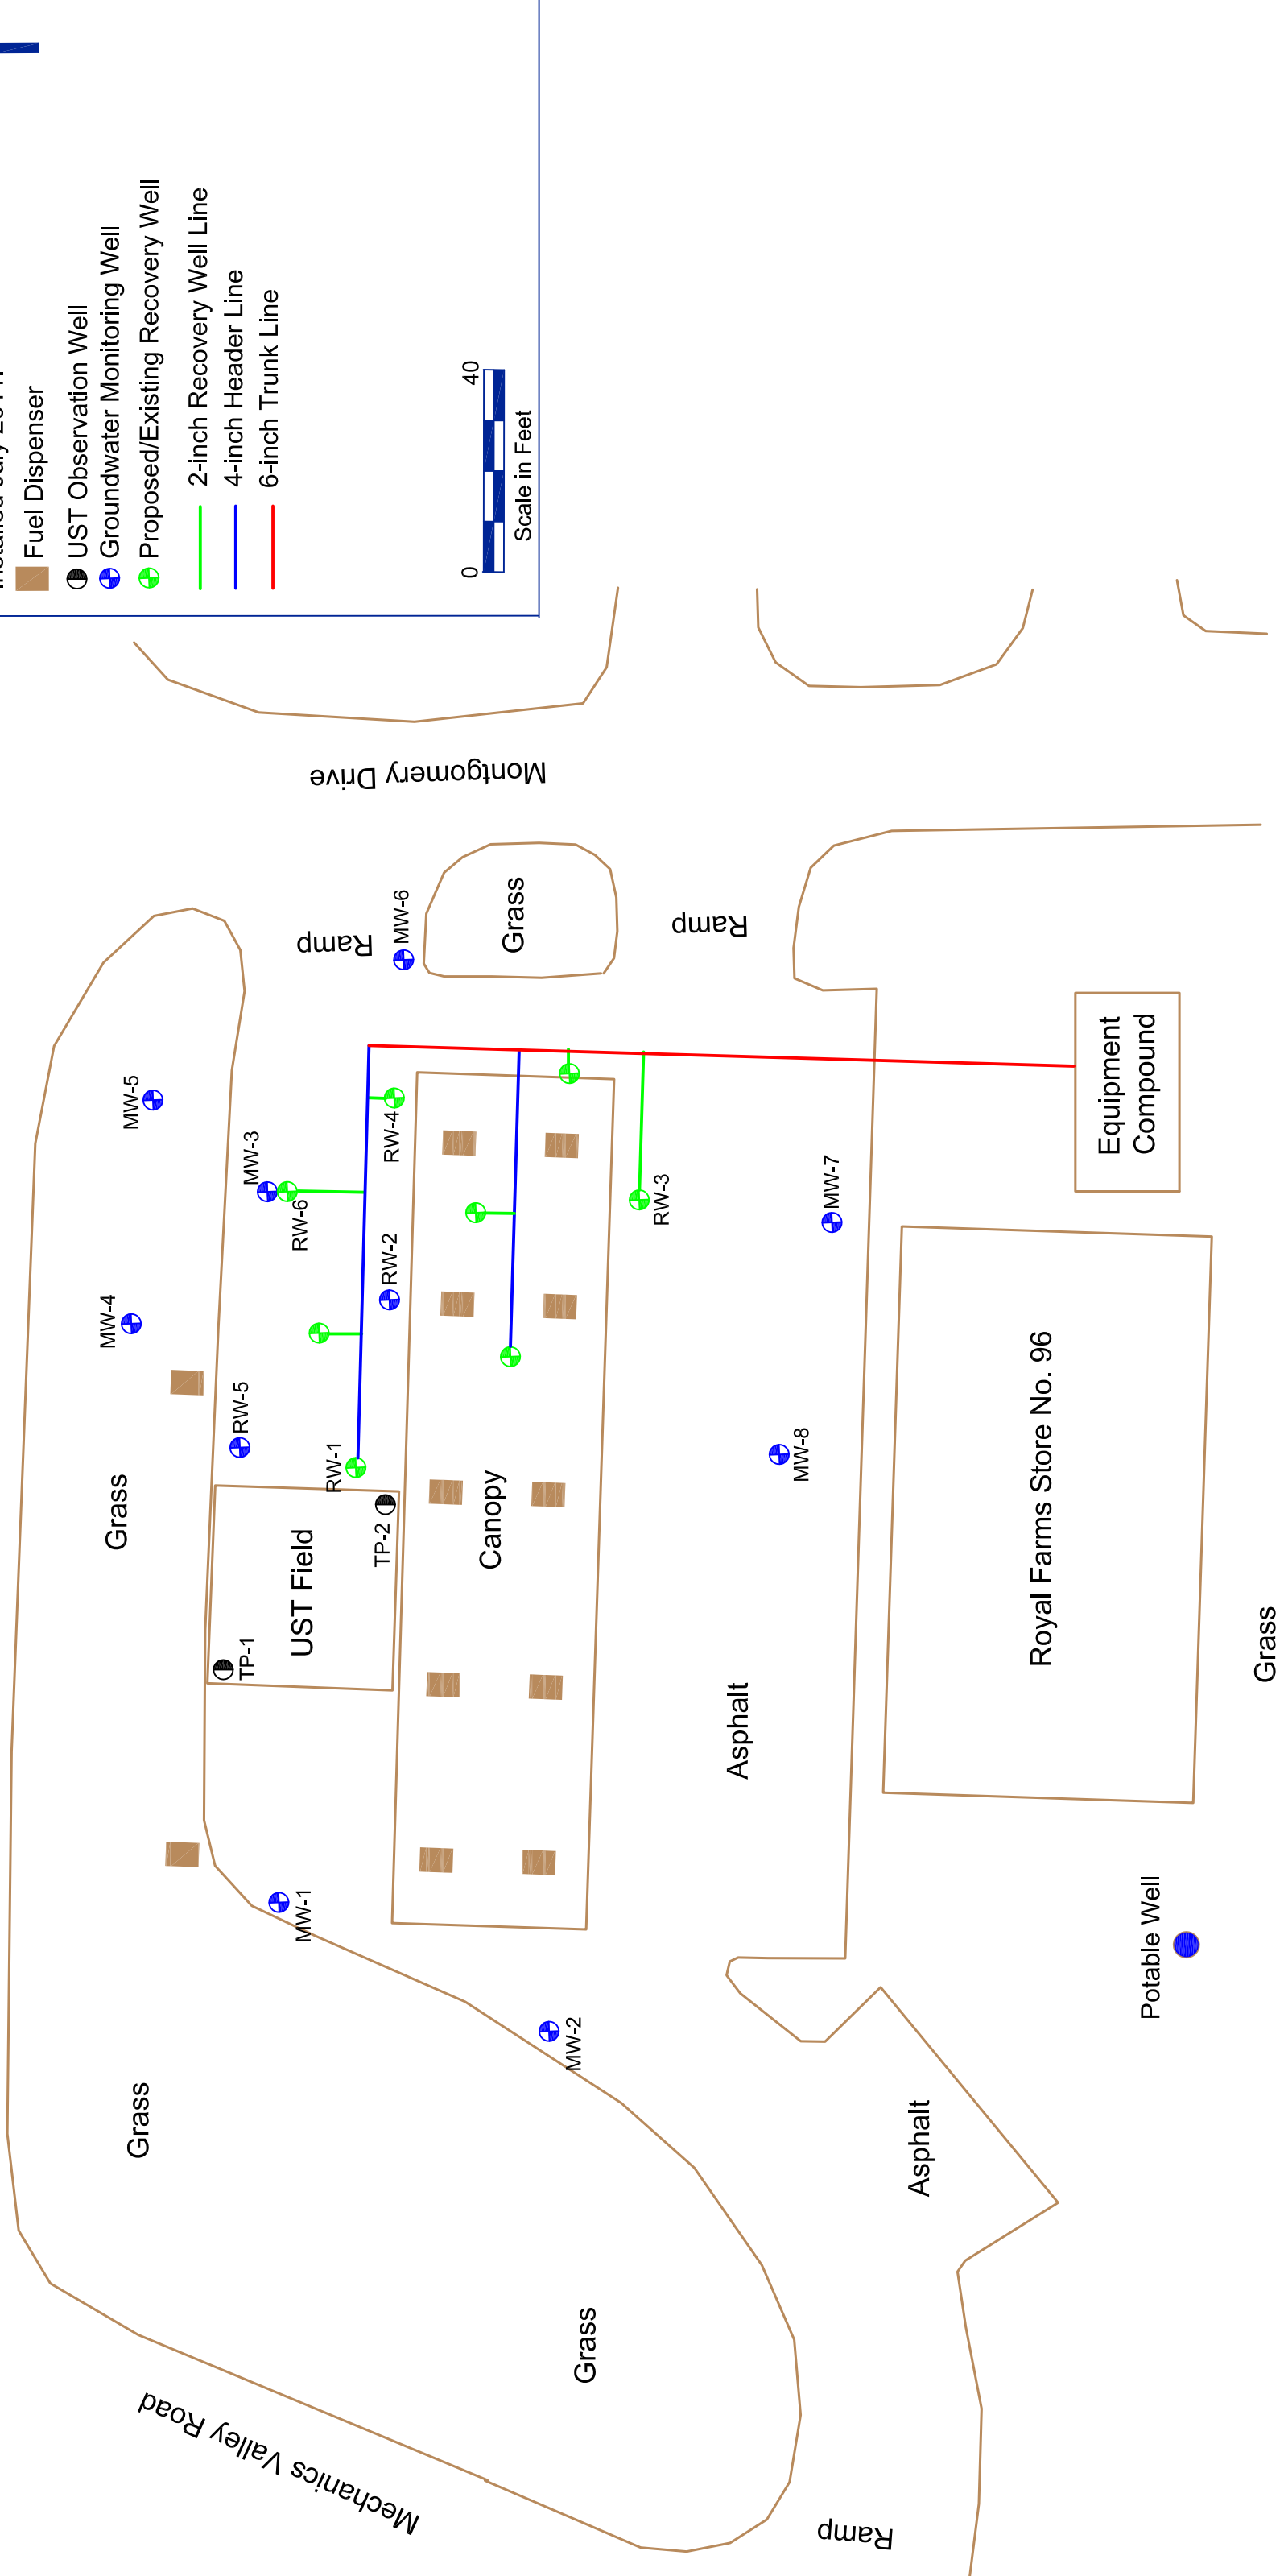 Fuel Dispenser
UST Observation Well
Groundwater Monitoring Well
Proposed/Existing Recovery Well
2-inch Recovery Well Line
4-inch Header Line
6-inch Trunk Line
0
40
Scale in Feet
Montgomery Drive
Ramp
MW-6
Grass
Ramp
MW-5
MW-3
RW-6
RW-4
RW-2
RW-3
MW-7
Equipment
Compound
MW-4
RW-5
RW-1
MW-8
Royal Farms Store No. 96
Grass
UST Field
TP-2
TP-1
Canopy
Asphalt
Grass
MW-1
MW-2
Potable Well
Grass
Asphalt
Grass
Mechanics Valley Road
Ramp